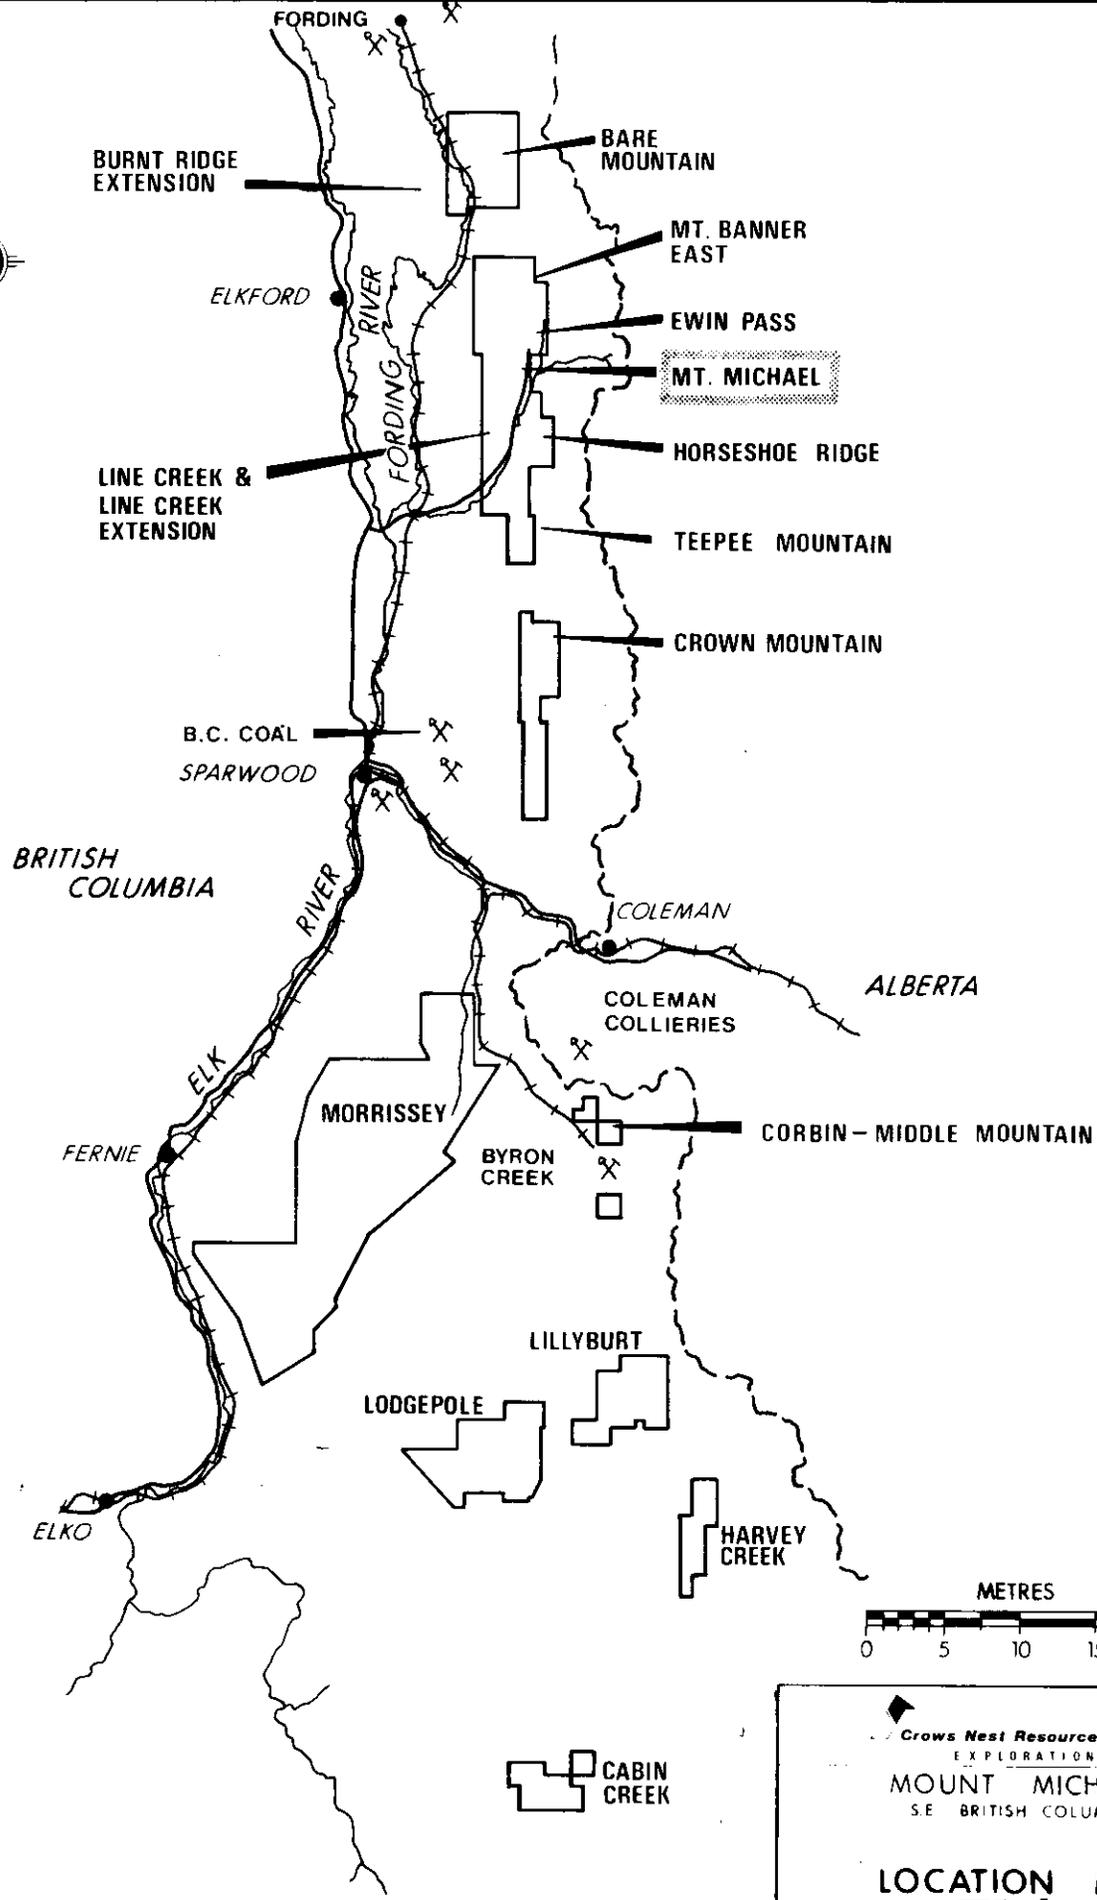 FORDING
BARE
MOUNTAIN
BURNT RIDGE
EXTENSION
MT. BANNER
EAST
ELKFORD
FORDING RIVER
EWIN PASS
MT. MICHAEL
HORSESHOE RIDGE
LINE CREEK &
LINE CREEK
EXTENSION
TEEPEE MOUNTAIN
CROWN MOUNTAIN
B.C. COAL
SPARWOOD
BRITISH
COLUMBIA
ELK RIVER
COLEMAN
ALBERTA
COLEMAN
COLLIERIES
MORRISSEY
CORBIN - MIDDLE MOUNTAIN
FERNIE
BYRON
CREEK
LILLYBURT
LODGEPOLE
ELKO
HARVEY
CREEK
METRES
0 5 10
Crows Nest Resource
EXPLORATION
MOUNT MICH
S.E BRITISH COLU
CABIN
CREEK
LOCATION